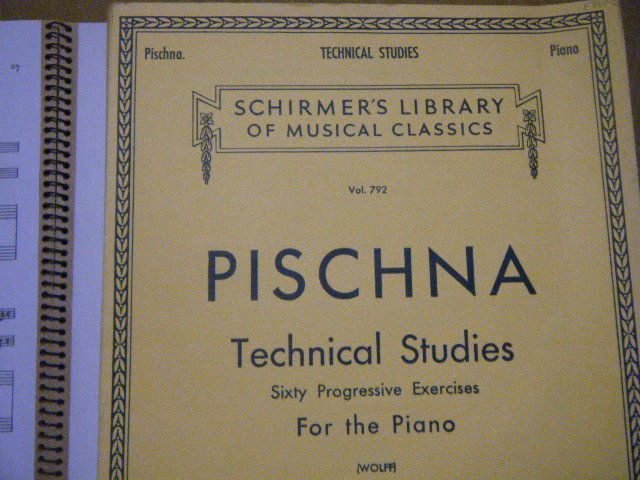 Pischna. TECHNICAL STUDIES Piano
SCHIRMER'S LIBRARY
OF MUSICAL CLASSICS
Vol. 792
PISCHNA
Technical Studies
Sixty Progressive Exercises
For the Piano
(WOLFF)